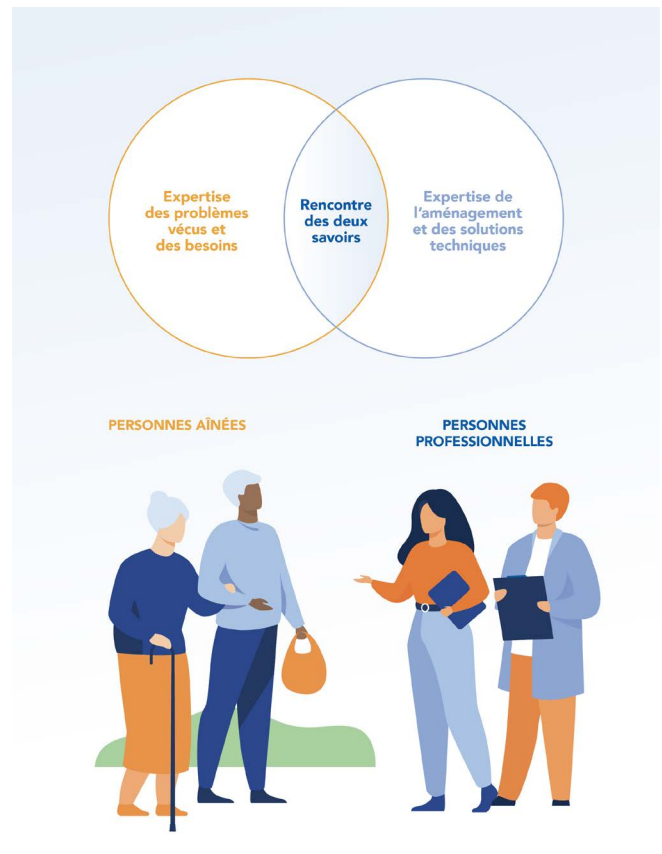 Expertise
des problèmes
vécus et
des besoins
Rencontre
des deux
savoirs
Expertise de
l'aménagement
et des solutions
techniques
PERSONNES AÎNÉES
PERSONNES
PROFESSIONNELLES